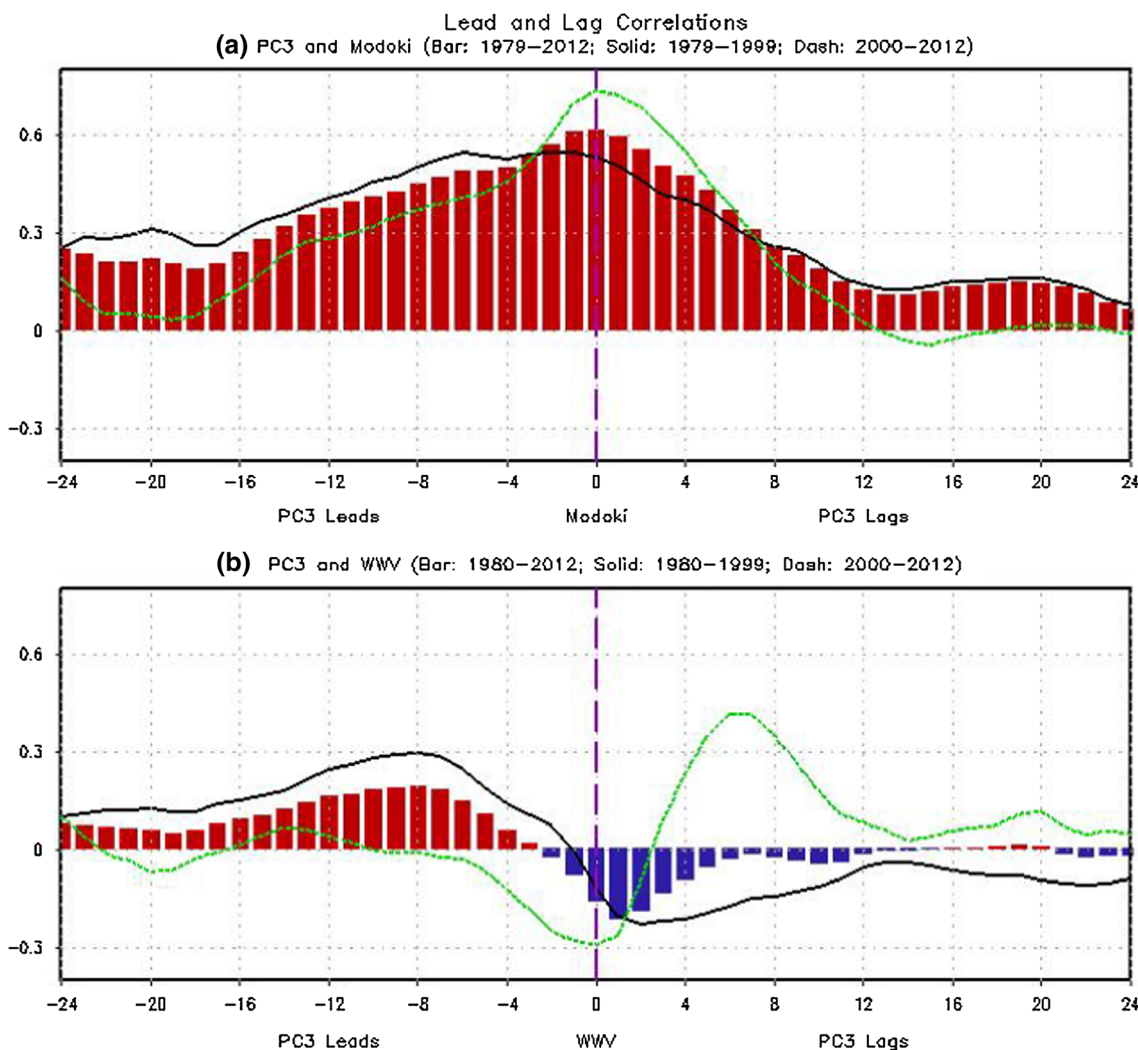 Lead and Lag Correlations
(a) PC3 and Modoki (Bar: 1979-2012; Solid: 1979-1999; Dash: 2000-2012)
0.6
0.3
0
-0.3
-24 -20 -16 -12 -8 -4 0 4 8 12 16 20 24
PC3 Leads Modoki PC3 Lags
(b) PC3 and WWV (Bar: 1980-2012; Solid: 1980-1999; Dash: 2000-2012)
0.6
0.3
0
-0.3
-24 -20 -16 -12 -8 -4 0 4 8 12 16 20 24
PC3 Leads WWV PC3 Lags